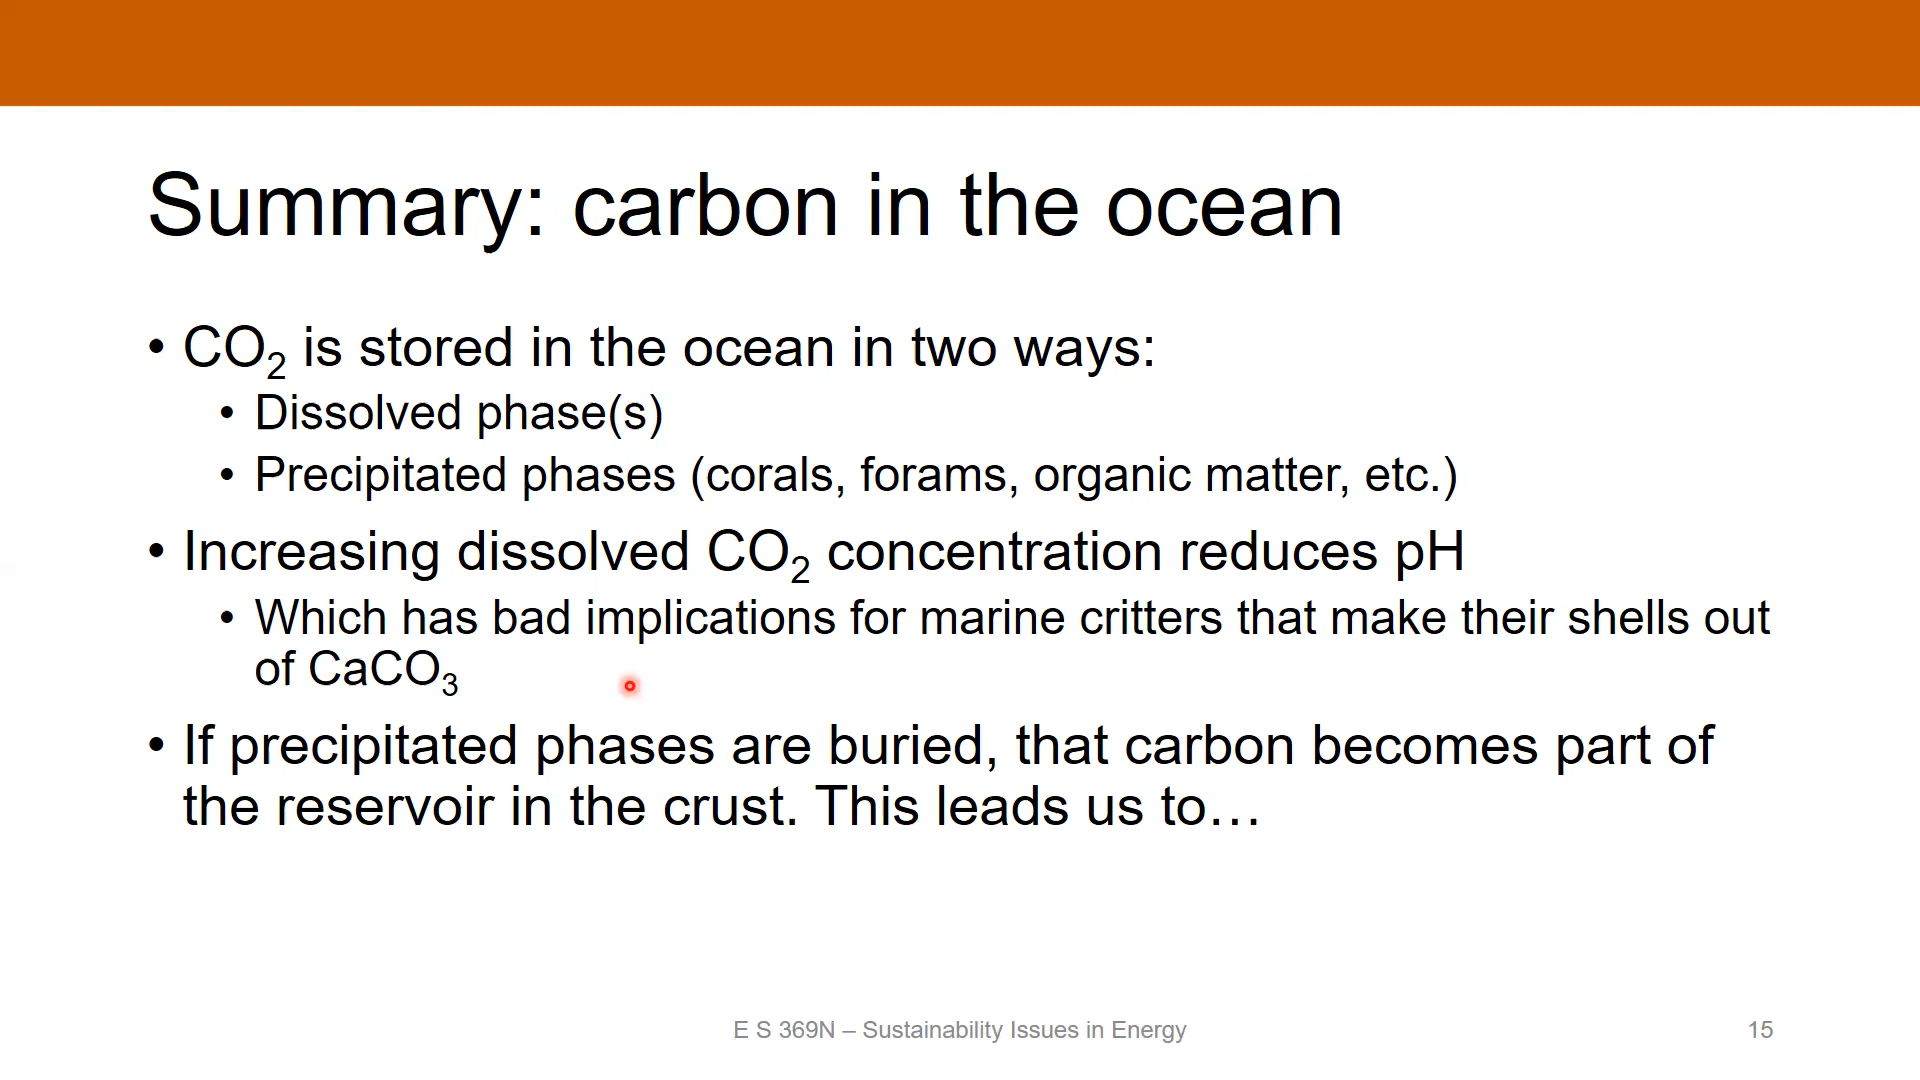 Summary: carbon in the ocean
• CO₂ is stored in the ocean in two ways:
• Dissolved phase(s)
• Precipitated phases (corals, forams, organic matter, etc.)
• Increasing dissolved CO₂ concentration reduces pH
• Which has bad implications for marine critters that make their shells out
of CaCO₃
• If precipitated phases are buried, that carbon becomes part of
the reservoir in the crust. This leads us to…
E S 369N – Sustainability Issues in Energy
15